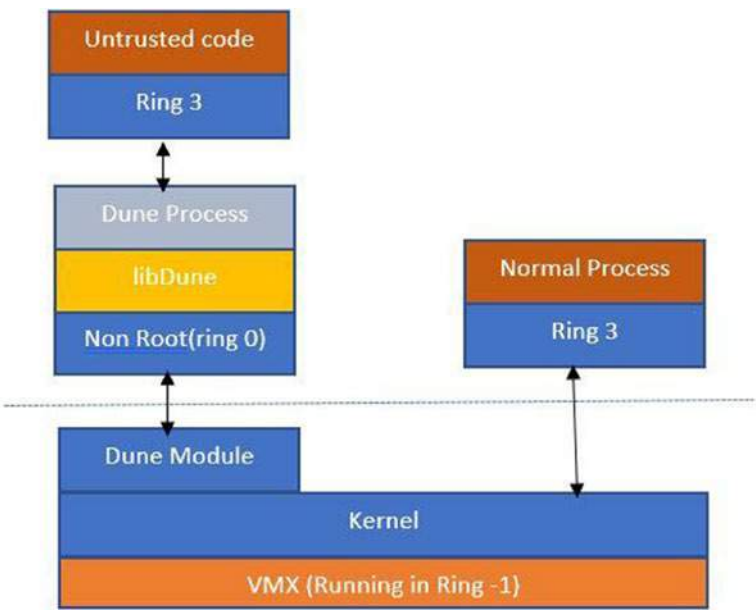 Untrusted code
Ring 3
Dune Process
libDune
Non Root(ring 0)
Normal Process
Ring 3
Dune Module
Kernel
VMX (Running in Ring -1)